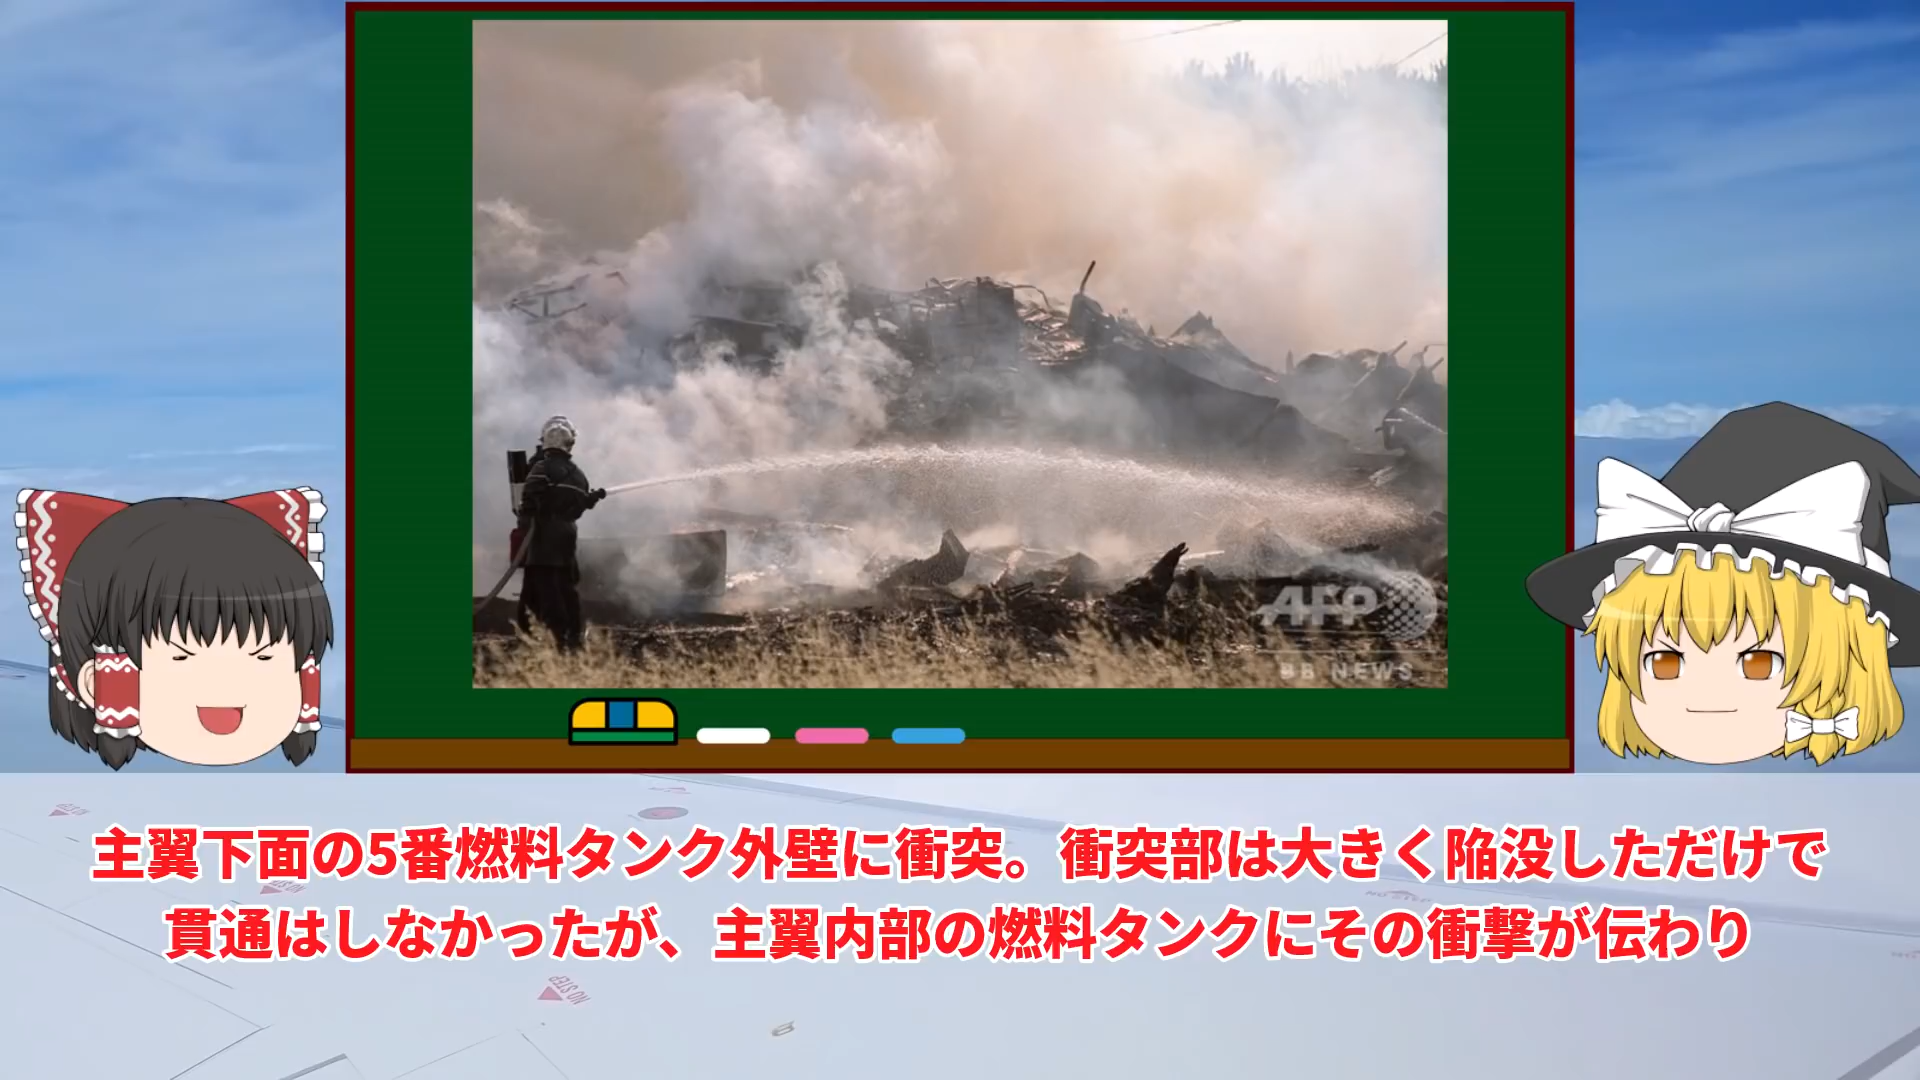 AFP
BB NEWS
主翼下面の5番燃料タンク外壁に衝突。衝突部は大きく陥没しただけで
貫通はしなかったが、主翼内部の燃料タンクにその衝撃が伝わり
NO STEP